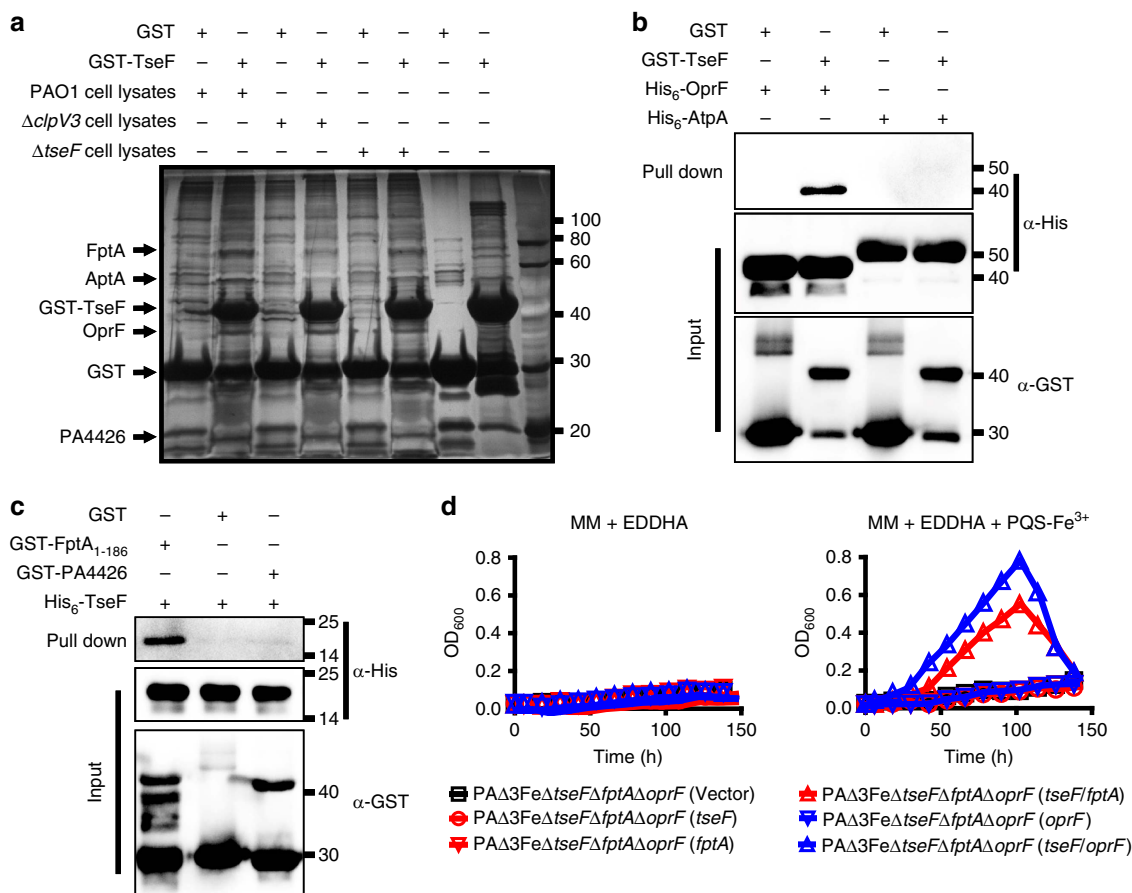 a
GST + – + – + – + –
GST-TseF – + – + – + – +
PAO1 cell lysates + + – – – – – –
ΔclpV3 cell lysates – – + + – – – –
ΔtseF cell lysates – – – – + + – –
100
80
FptA
60
AptA
GST-TseF
40
OprF
30
GST
20
PA4426
b
GST + – + –
GST-TseF – + – +
His6-OprF + + – –
His6-AtpA – – + +
Pull down
50
40
α-His
50
40
Input
40
α-GST
30
c
GST – + –
GST-FptA1-186 + – –
GST-PA4426 – – +
His6-TseF + + +
Pull down
25
14
α-His
25
14
Input
40
α-GST
30
d
MM + EDDHA
0.8
0.6
0.4
0.2
0.0
OD600
0 50 100 150
Time (h)
MM + EDDHA + PQS-Fe3+
0.8
0.6
0.4
0.2
0.0
OD600
0 50 100 150
Time (h)
PAΔ3FeΔtseFΔfptAΔoprF (Vector)
PAΔ3FeΔtseFΔfptAΔoprF (tseF)
PAΔ3FeΔtseFΔfptAΔoprF (fptA)
PAΔ3FeΔtseFΔfptAΔoprF (tseF/fptA)
PAΔ3FeΔtseFΔfptAΔoprF (oprF)
PAΔ3FeΔtseFΔfptAΔoprF (tseF/oprF)